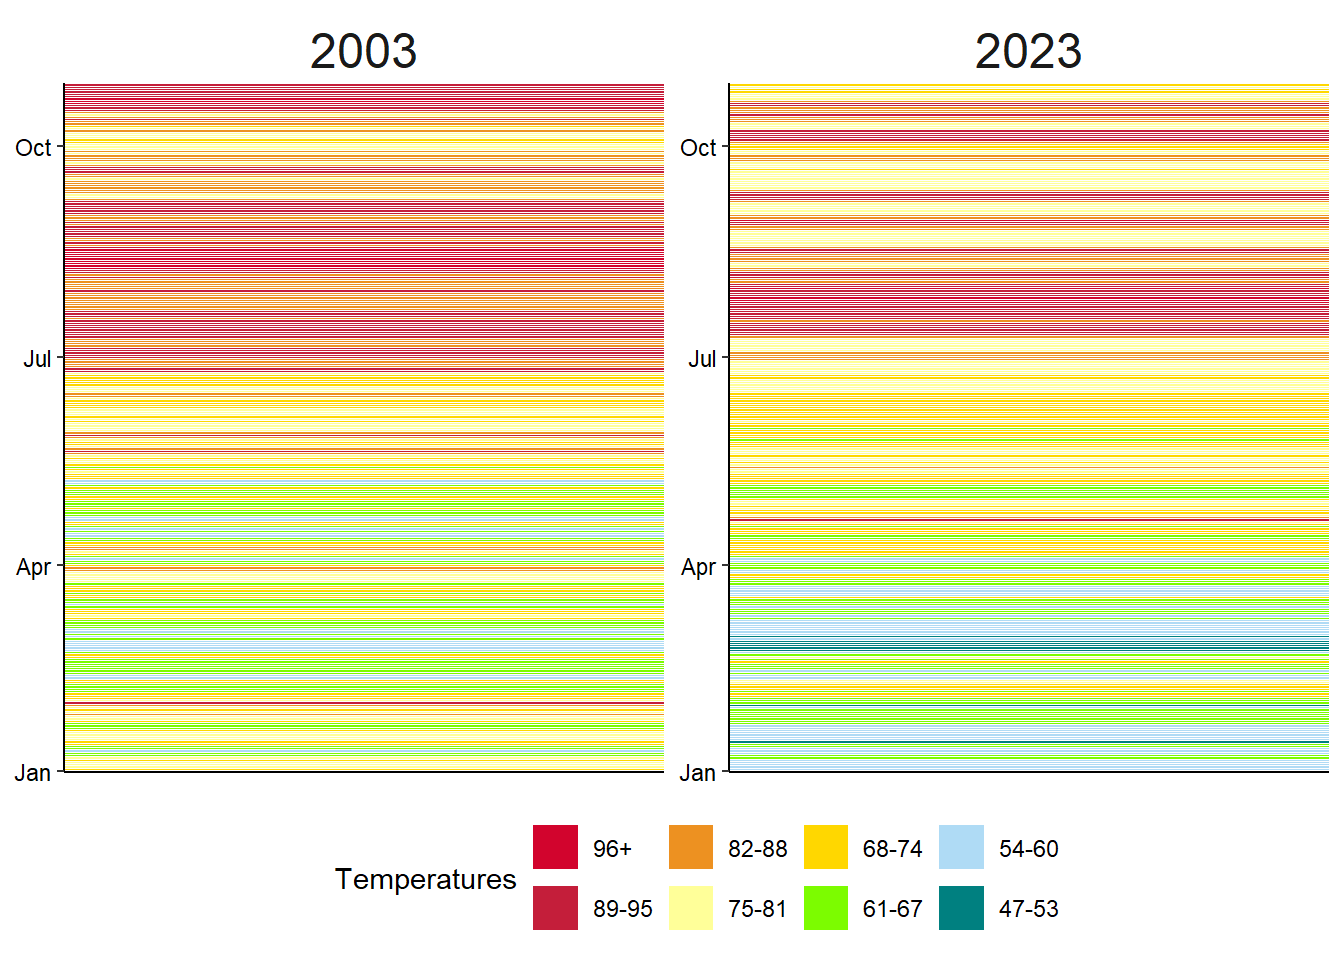 2003 2023
Oct Oct
Jul Jul
Apr Apr
Jan Jan
Temperatures
96+ 82-88 68-74 54-60
89-95 75-81 61-67 47-53